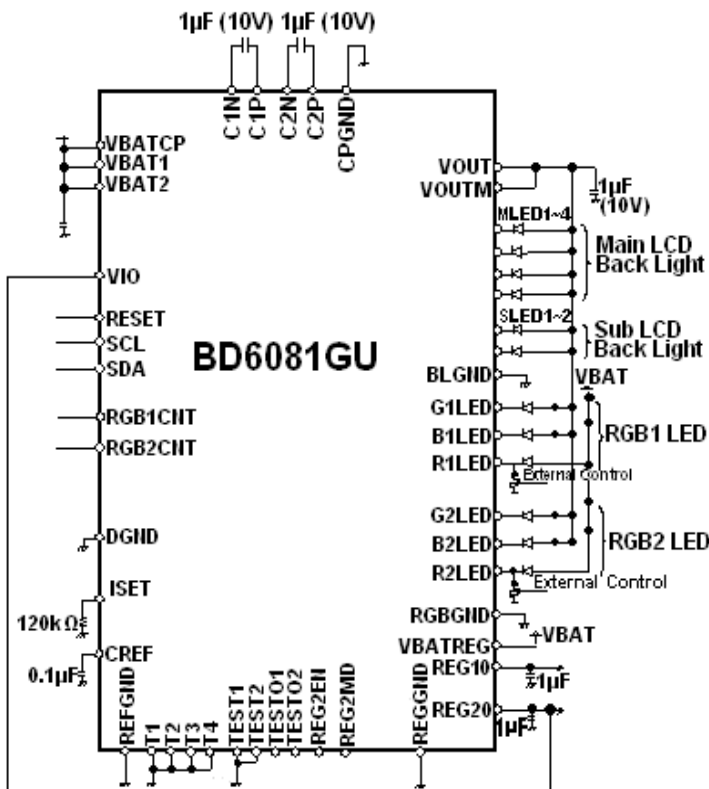 1µF (10V) 1µF (10V)
C1N
C1P
C2N
C2P
CPGND
VBATCP
VBAT1
VBAT2
VIO
RESET
SCL
SDA
RGB1CNT
RGB2CNT
DGND
ISET
120kΩ
CREF
0.1µF
BD6081GU
VOUT
VOUTM
1µF
(10V)
MLED1~4
Main LCD
Back Light
SLED1~2
Sub LCD
Back Light
BLGND
VBAT
G1LED
B1LED
R1LED
RGB1 LED
External Control
G2LED
B2LED
R2LED
RGB2 LED
External Control
RGBGND
VBATREG
VBAT
REG1O
1µF
REG2O
1µF
REFGND
T1
T2
T3
T4
TEST1
TEST2
TESTO1
TESTO2
REG2EN
REG2MD
REGGND